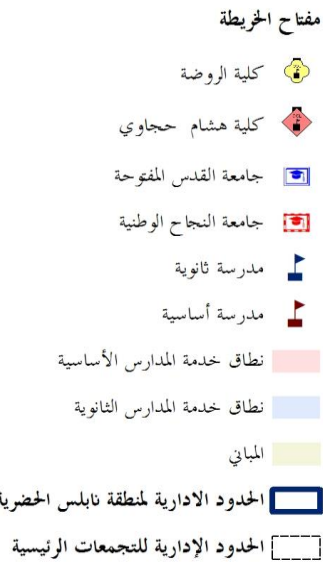 مفتاح الخريطة
كلية الروضة
كلية هشام حجاوي
جامعة القدس المفتوحة
جامعة النجاح الوطنية
مدرسة ثانوية
مدرسة أساسية
نطاق خدمة المدارس الأساسية
نطاق خدمة المدارس الثانوية
المباني
الحدود الادارية لمنطقة نابلس الحضرية
الحدود الإدارية للتجمعات الرئيسية